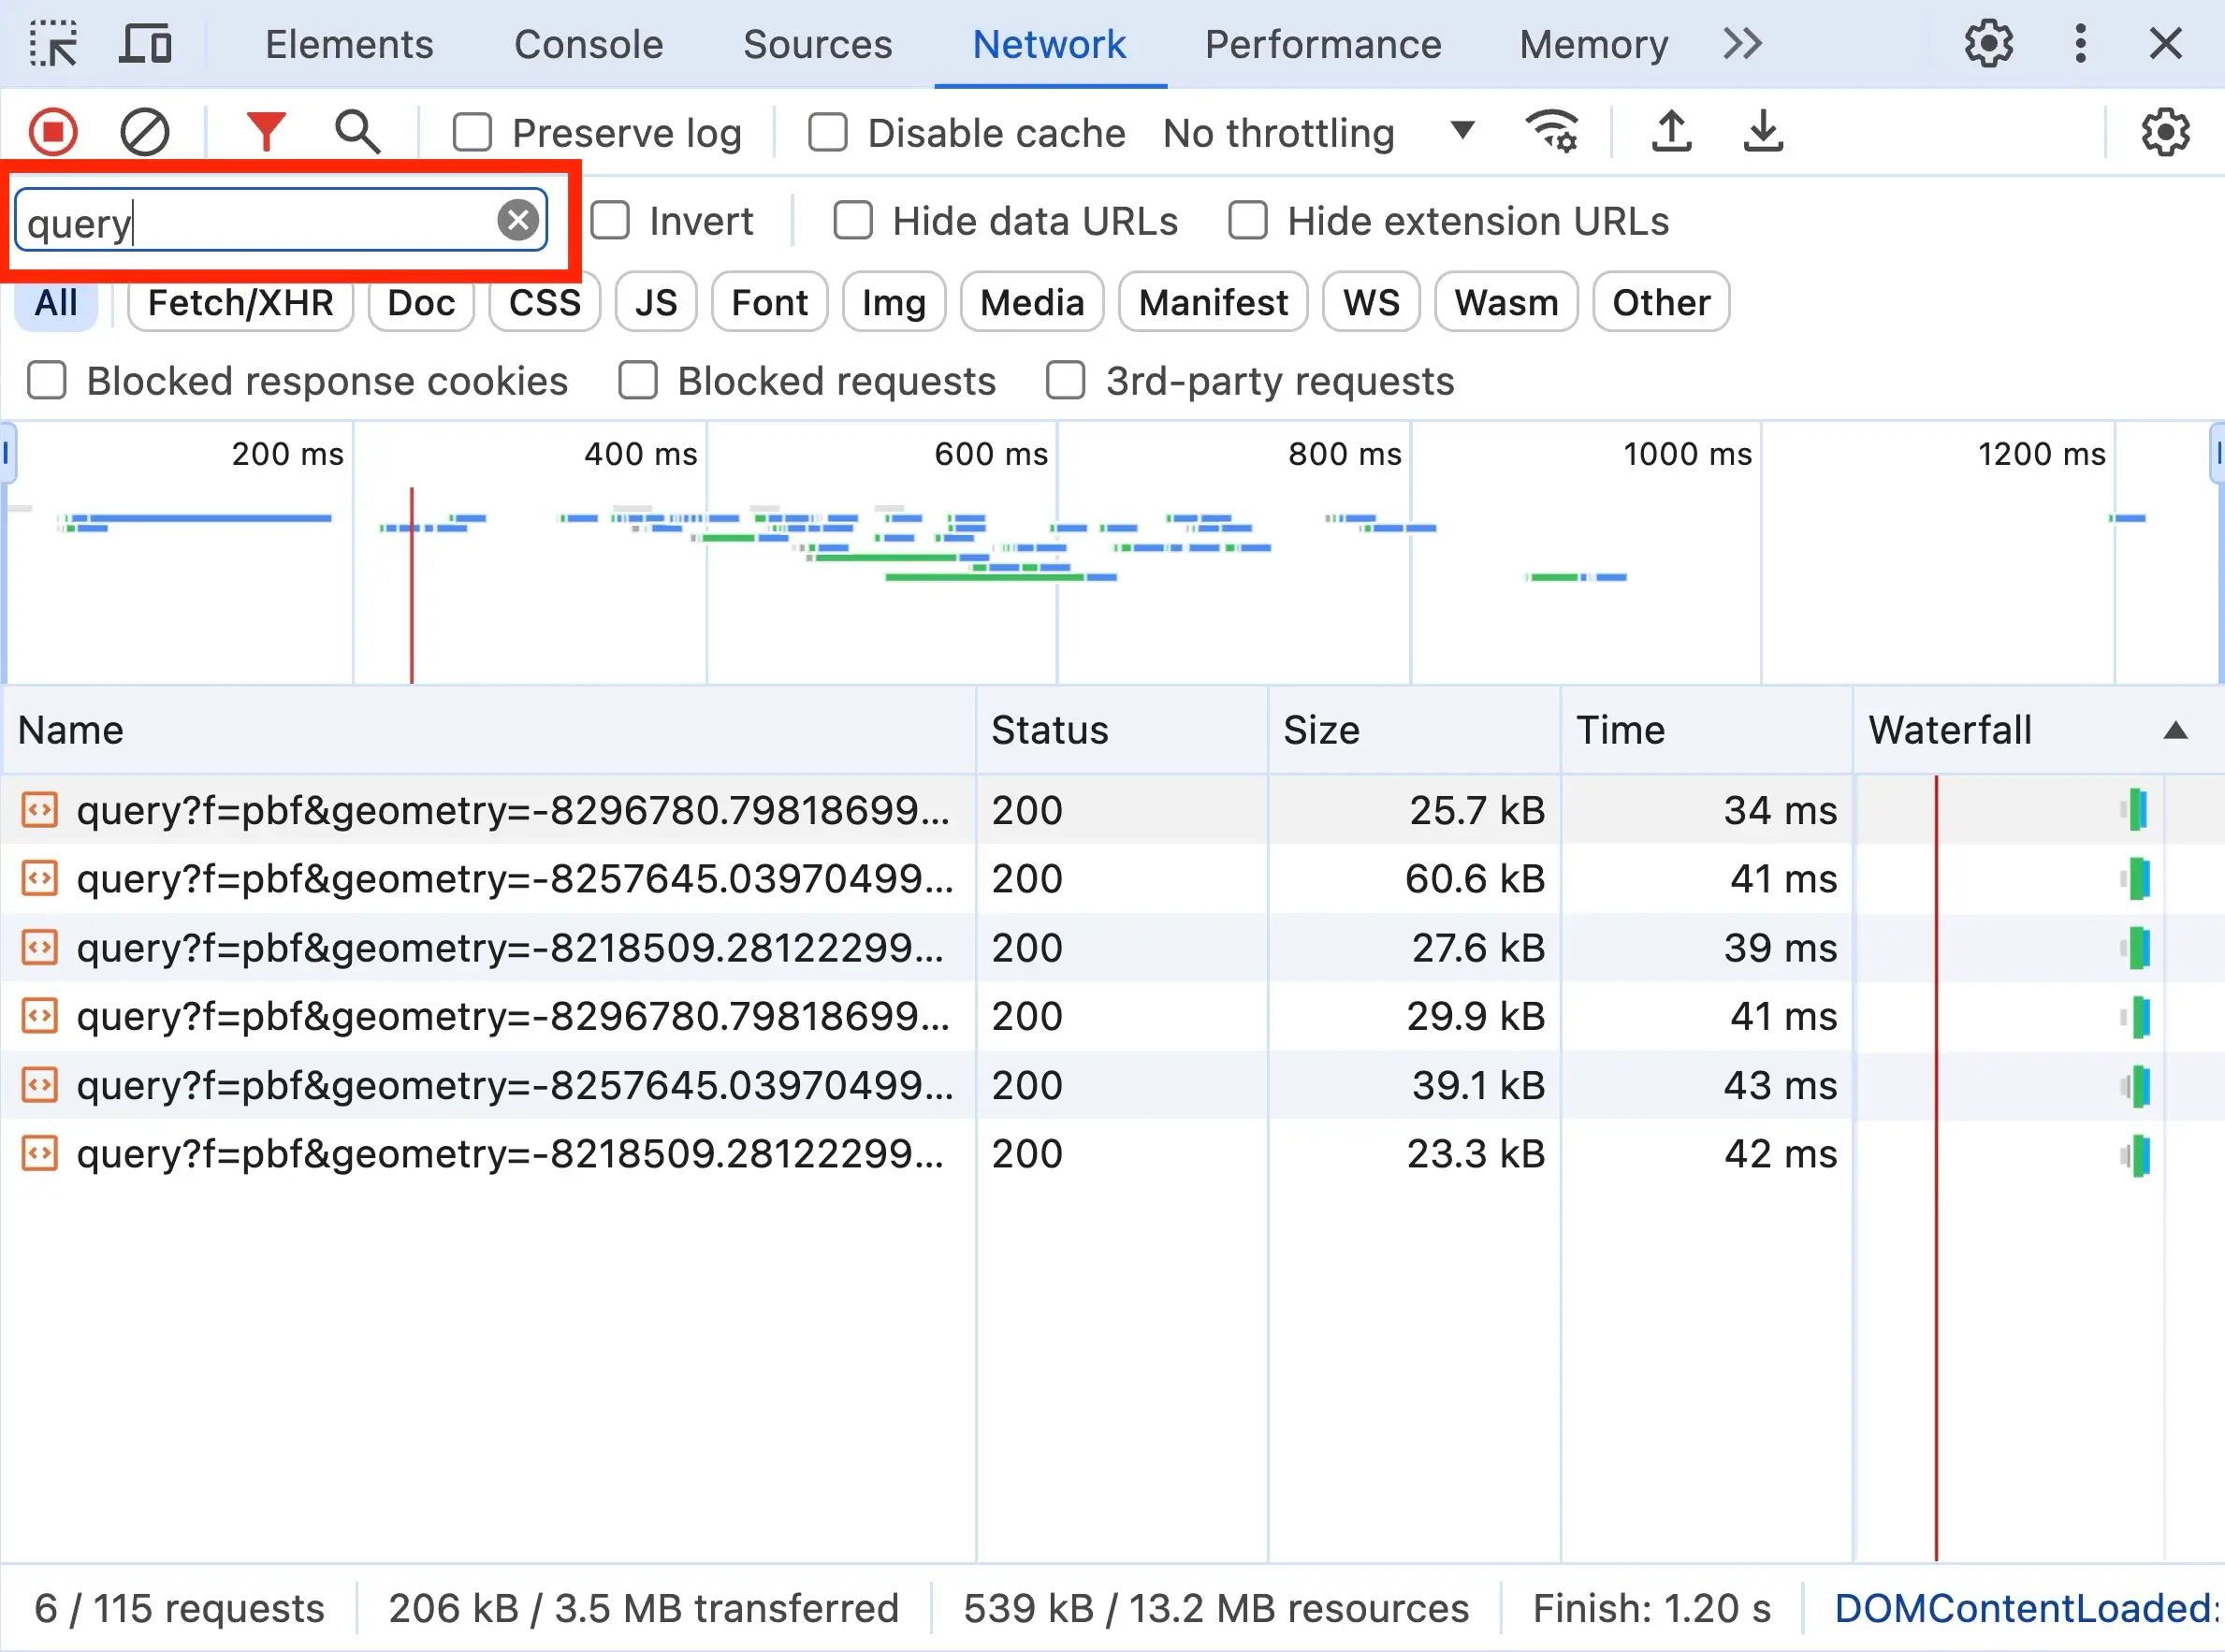 Elements Console Sources Network Performance Memory
Preserve log Disable cache No throttling
query Invert Hide data URLs Hide extension URLs
All Fetch/XHR Doc CSS JS Font Img Media Manifest WS Wasm Other
Blocked response cookies Blocked requests 3rd-party requests
200 ms 400 ms 600 ms 800 ms 1000 ms 1200 ms
Name Status Size Time Waterfall
query?f=pbf&geometry=-8296780.79818699... 200 25.7 kB 34 ms
query?f=pbf&geometry=-8257645.03970499... 200 60.6 kB 41 ms
query?f=pbf&geometry=-8218509.28122299... 200 27.6 kB 39 ms
query?f=pbf&geometry=-8296780.79818699... 200 29.9 kB 41 ms
query?f=pbf&geometry=-8257645.03970499... 200 39.1 kB 43 ms
query?f=pbf&geometry=-8218509.28122299... 200 23.3 kB 42 ms
6 / 115 requests 206 kB / 3.5 MB transferred 539 kB / 13.2 MB resources Finish: 1.20 s DOMContentLoaded: